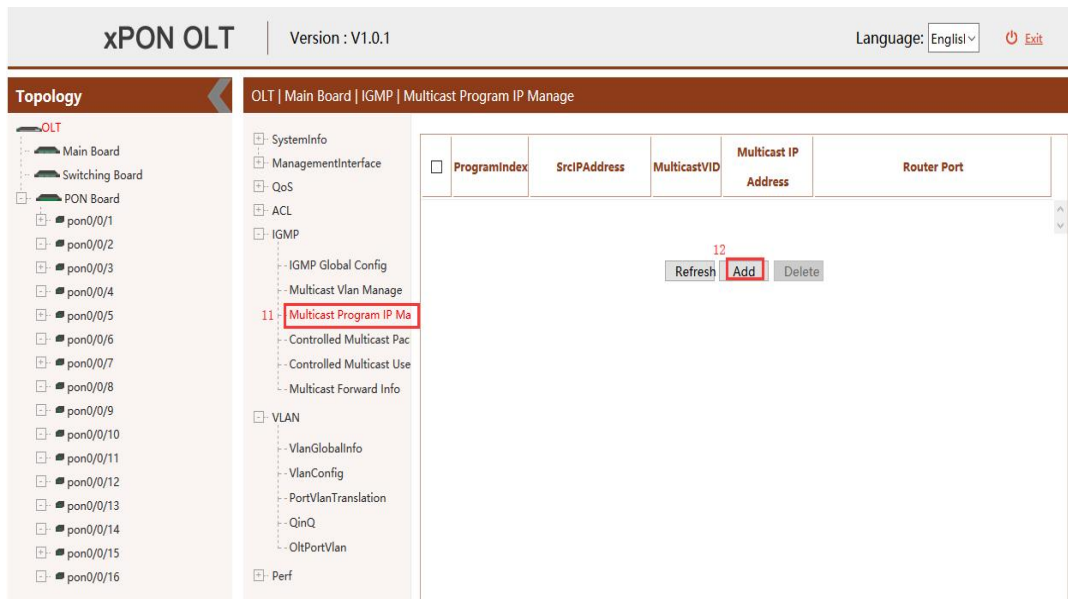 xPON OLT
Version : V1.0.1
Language: Englisl
Exit
Topology
OLT | Main Board | IGMP | Multicast Program IP Manage
OLT
Main Board
Switching Board
PON Board
pon0/0/1
pon0/0/2
pon0/0/3
pon0/0/4
pon0/0/5
pon0/0/6
pon0/0/7
pon0/0/8
pon0/0/9
pon0/0/10
pon0/0/11
pon0/0/12
pon0/0/13
pon0/0/14
pon0/0/15
pon0/0/16
SystemInfo
ManagementInterface
QoS
ACL
IGMP
IGMP Global Config
Multicast Vlan Manage
11 Multicast Program IP Ma
Controlled Multicast Pac
Controlled Multicast Use
Multicast Forward Info
VLAN
VlanGlobalInfo
VlanConfig
PortVlanTranslation
QinQ
OltPortVlan
Perf
ProgramIndex
SrcIPAddress
MulticastVID
Multicast IP
Address
Router Port
12
Refresh Add Delete